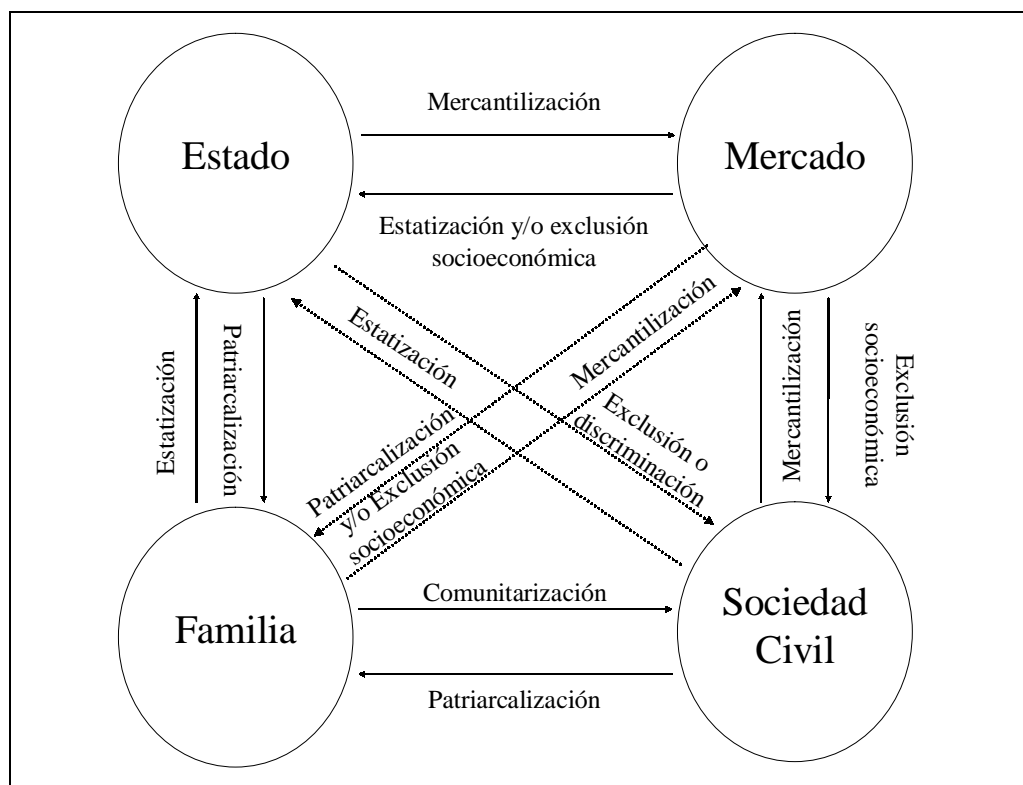 Mercantilización
Estado
Mercado
Estatización y/o exclusión
socioeconómica
Estatización
Mercantilización
Estatización
Patriarcalización
Mercantilización
Exclusión
socioeconómica
Exclusión o
discriminación
Patriarcalización
y/o Exclusión
socioeconómica
Comunitarización
Familia
Sociedad
Civil
Patriarcalización